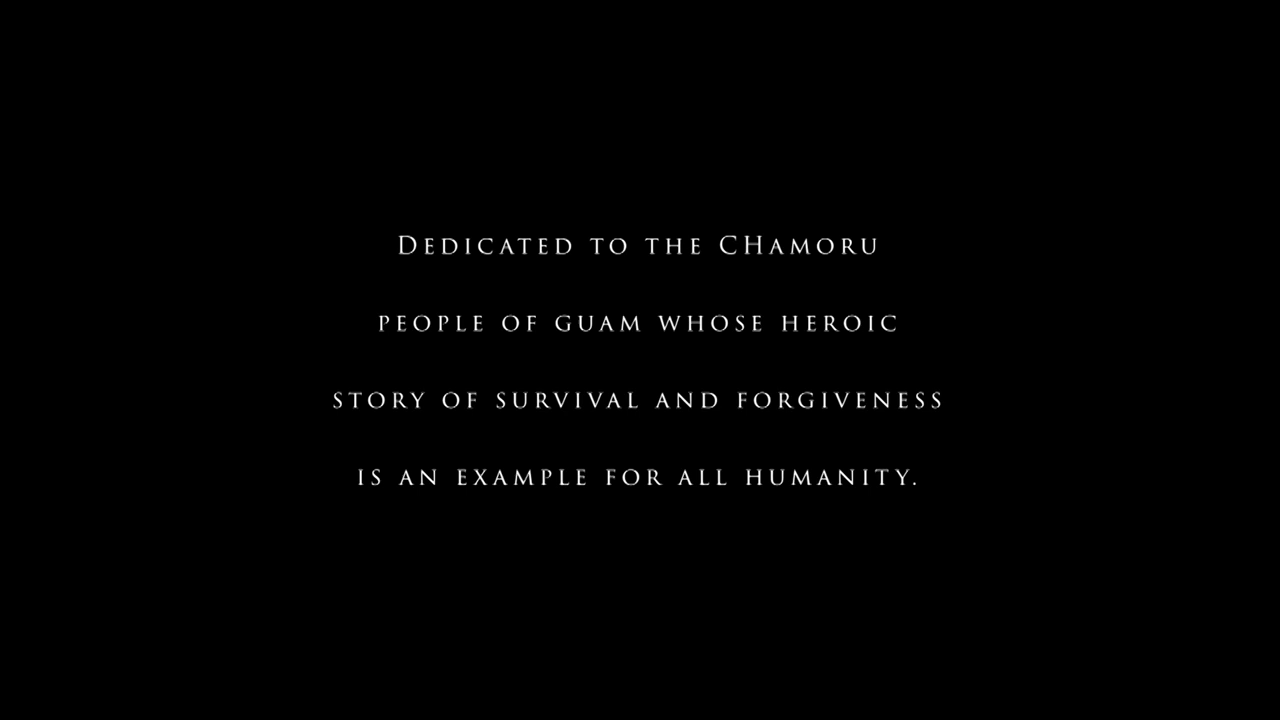 Dedicated to the CHamoru
people of guam whose heroic
story of survival and forgiveness
is an example for all humanity.